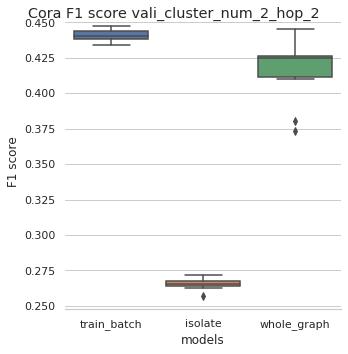 Cora F1 score vali_cluster_num_2_hop_2
0.450
0.425
0.400
0.375
0.350
0.325
0.300
0.275
0.250
F1 score
train_batch isolate whole_graph
models